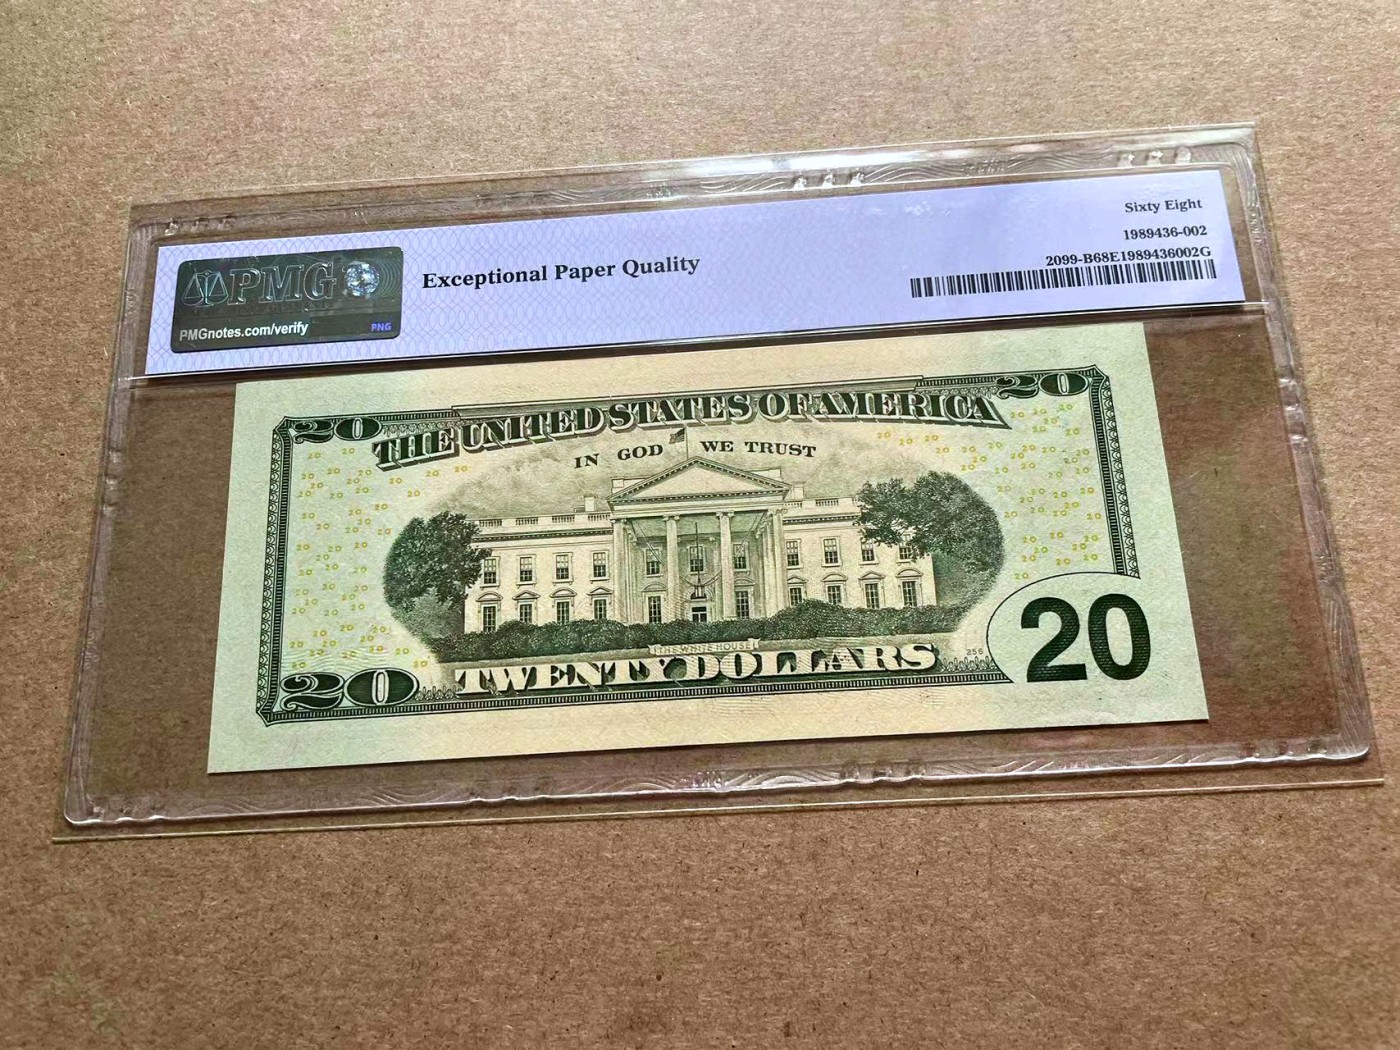 Sixty Eight
1989436-002
2099-B68E1989436002G
PMG
Exceptional Paper Quality
PMGnotes.com/verify
PNG
20
20
THE UNITED STATES OF AMERICA
IN GOD WE TRUST
THE WHITE HOUSE
256
20
TWENTY DOLLARS
20